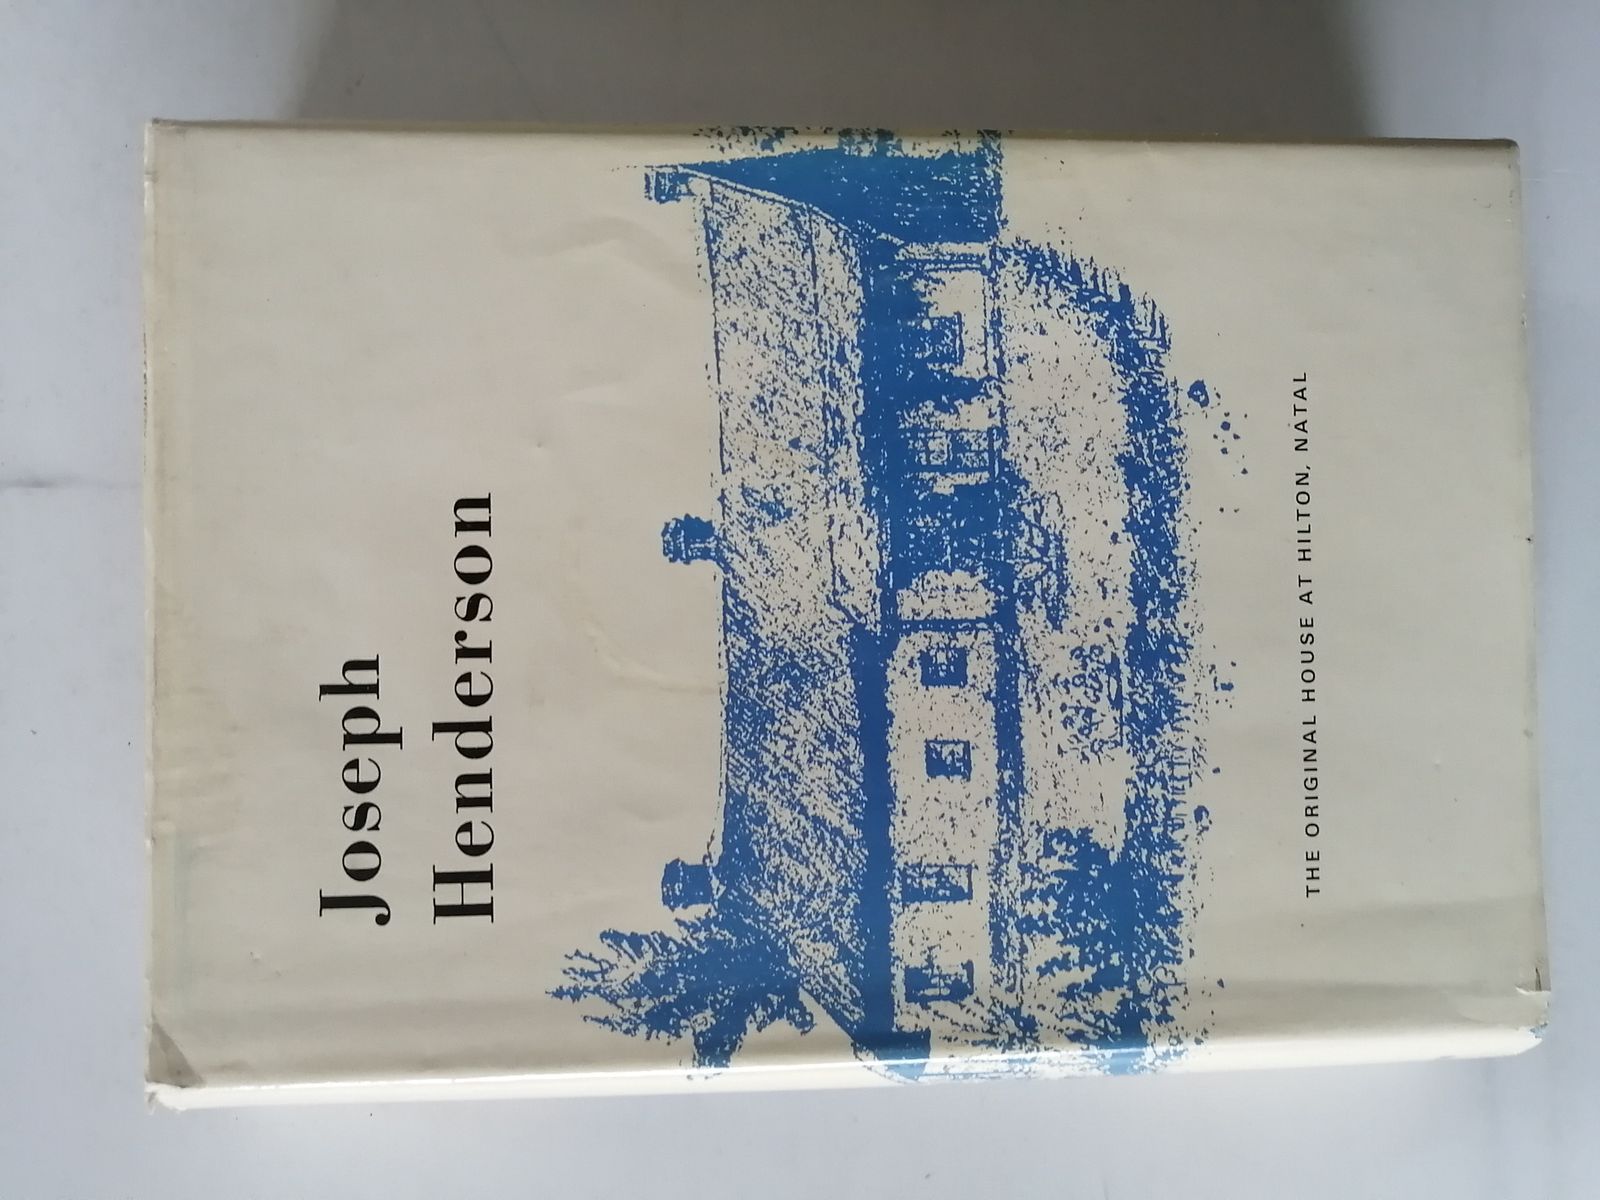 Joseph
Henderson
THE ORIGINAL HOUSE AT HILTON, NATAL